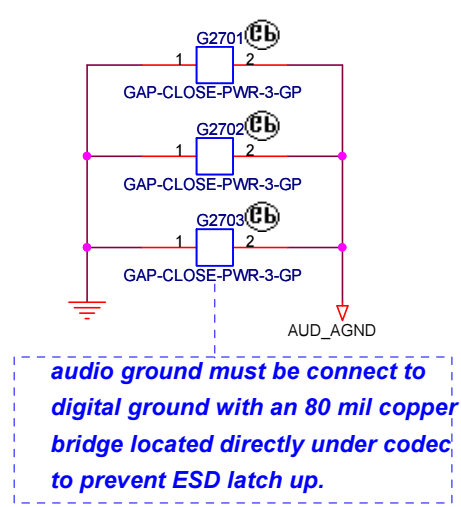 G2701
1 2
GAP-CLOSE-PWR-3-GP
G2702
1 2
GAP-CLOSE-PWR-3-GP
G2703
1 2
GAP-CLOSE-PWR-3-GP
AUD_AGND
audio ground must be connect to
digital ground with an 80 mil copper
bridge located directly under codec
to prevent ESD latch up.